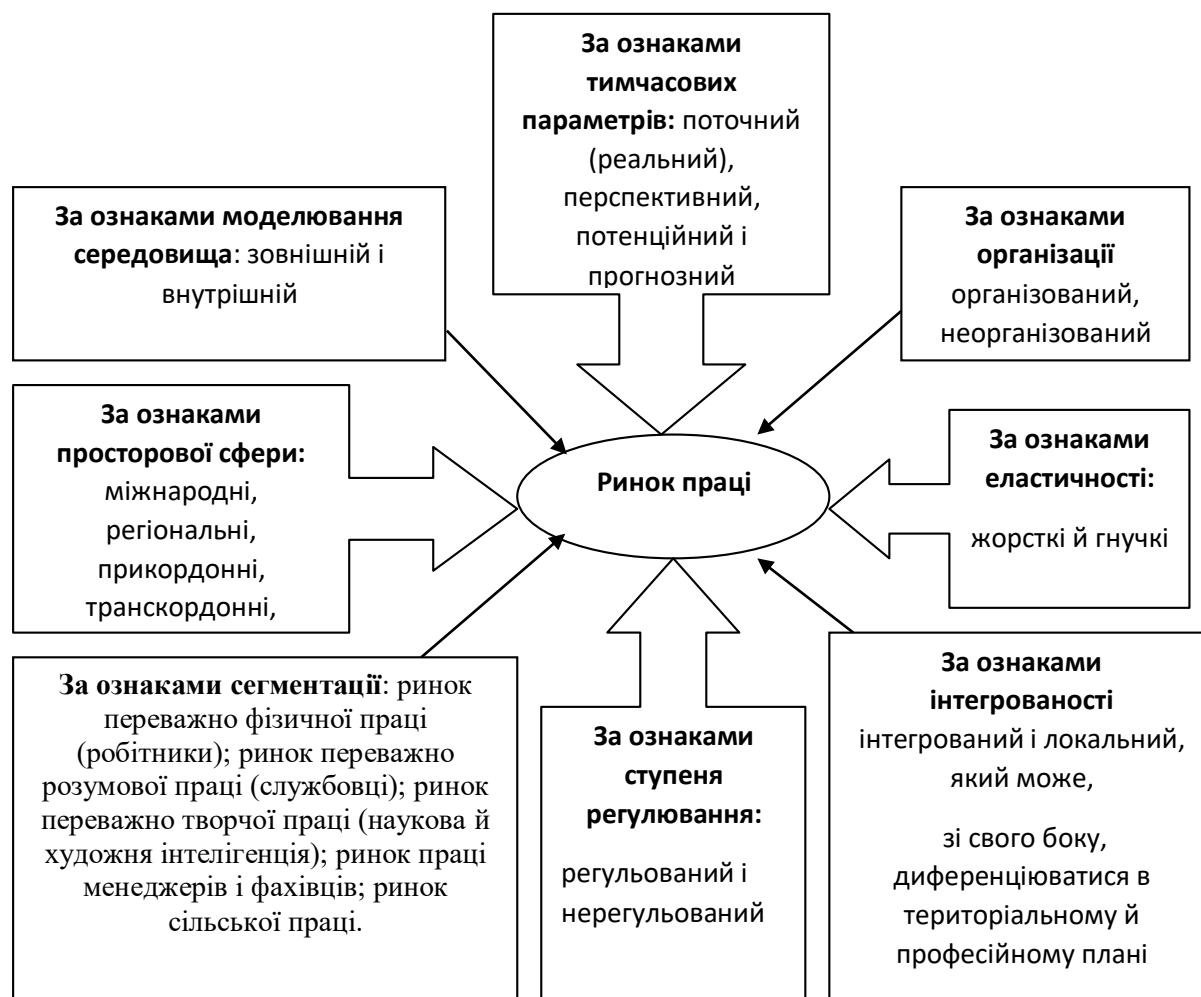 За ознаками
тимчасових
параметрів: поточний
(реальний),
перспективний,
потенційний і
прогнозний
За ознаками моделювання
середовища: зовнішній і
внутрішній
За ознаками
організації
організований,
неорганізований
За ознаками
просторової сфери:
міжнародні,
регіональні,
прикордонні,
транскордонні,
Ринок праці
За ознаками
еластичності:
жорсткі й гнучкі
За ознаками сегментації: ринок
переважно фізичної праці
(робітники); ринок переважно
розумової праці (службовці); ринок
переважно творчої праці (наукова й
художня інтелігенція); ринок праці
менеджерів і фахівців; ринок
сільської праці.
За ознаками
ступеня
регулювання:
регульований і
нерегульований
За ознаками
інтегрованості
інтегрований і локальний,
який може,
зі свого боку,
диференціюватися в
територіальному й
професійному плані